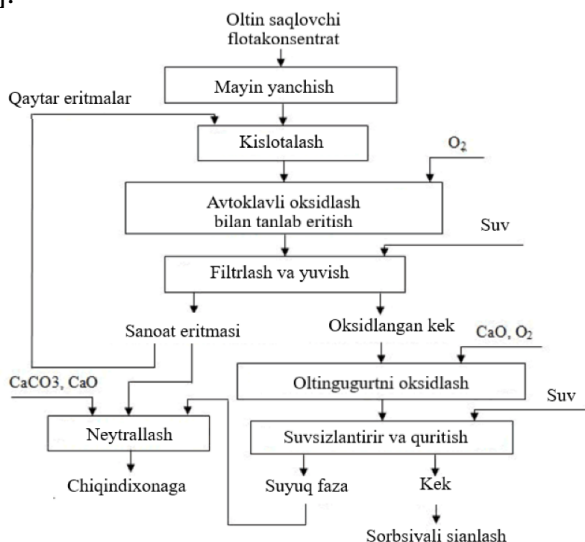 Oltin saqlovchi
flotakonsentrat
Mayin yanchish
Qaytar eritmalar
Kislotalash
O₂
Avtoklavli oksidlash
bilan tanlab eritish
Suv
Filtrlash va yuvish
Sanoat eritmasi
Oksidlangan kek
CaO, O₂
CaCO3, CaO
Oltingugurtni oksidlash
Suv
Neytrallash
Suvsizlantirir va quritish
Chiqindixonaga
Suyuq faza
Kek
Sorbsivali sianlash